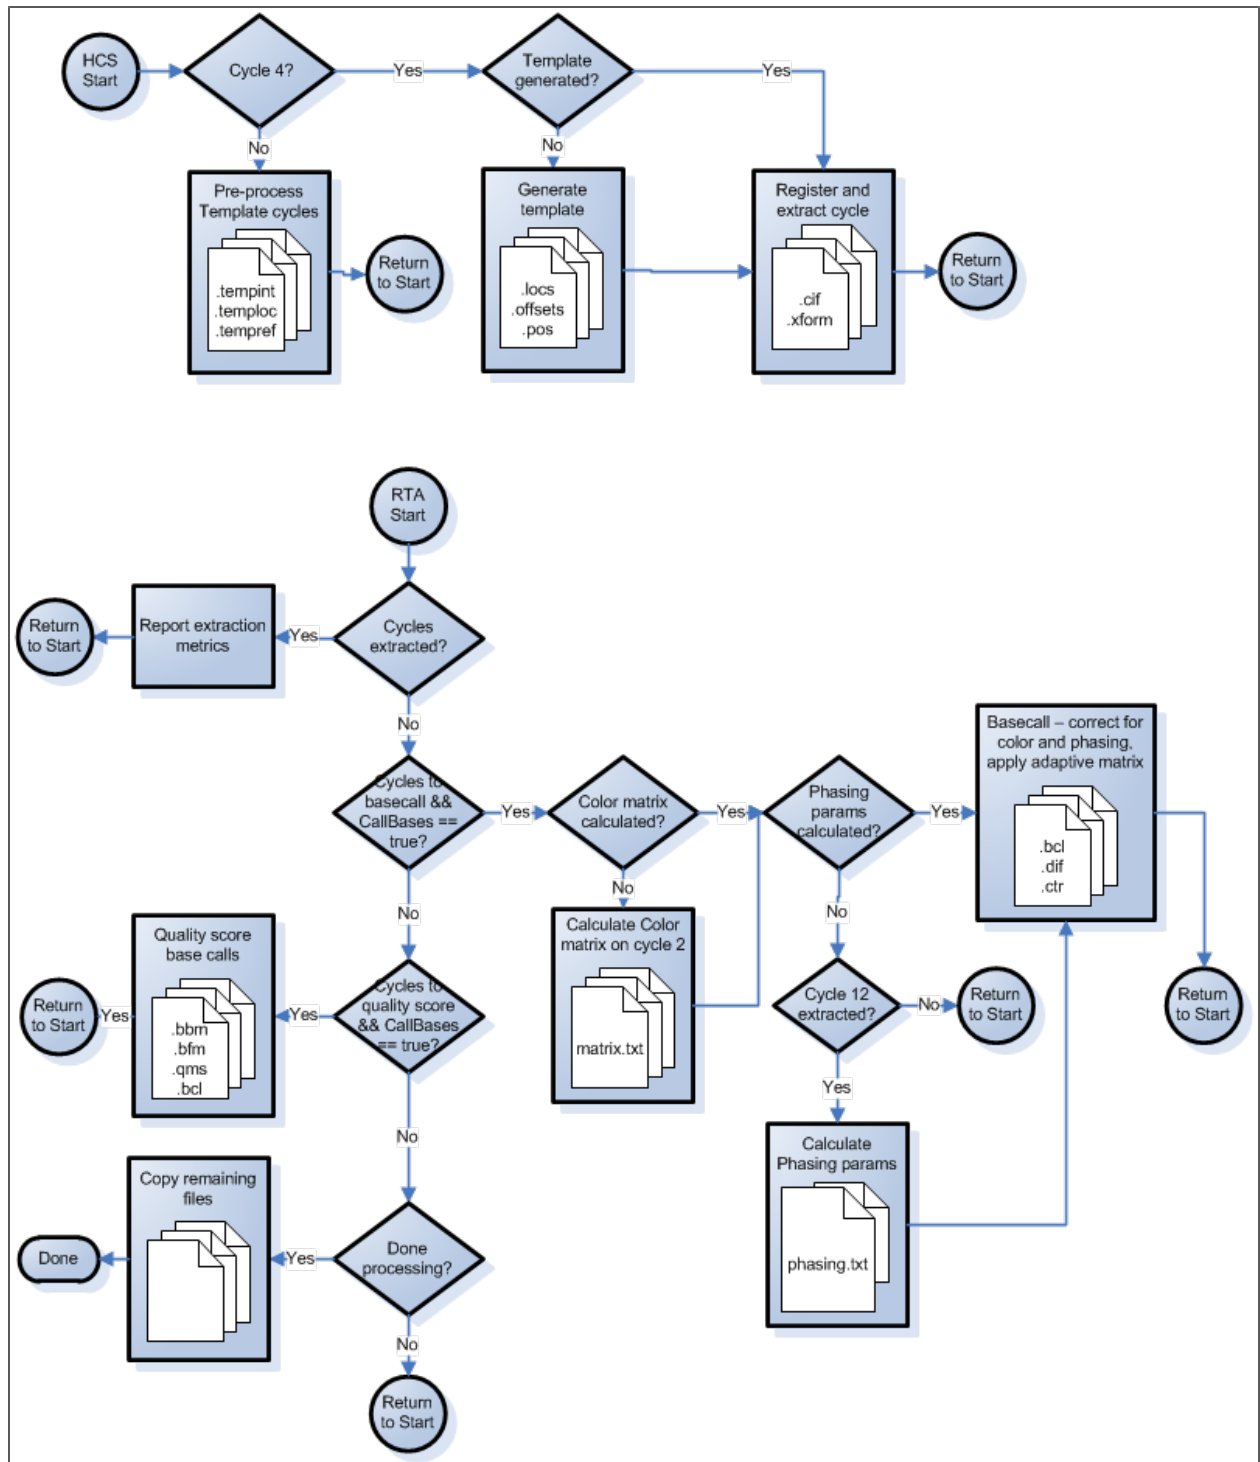 HCS
Start
Cycle 4?
Yes
Template
generated?
Yes
No
No
Pre-process
Template cycles
.tempint
.temploc
.tempref
Return
to Start
Generate
template
.locs
.offsets
.pos
Register and
extract cycle
.cif
.xform
Return
to Start
RTA
Start
Return
to Start
Report extraction
metrics
Yes
Cycles
extracted?
No
Cycles to
basecall &&
CallBases ==
true?
Yes
Color matrix
calculated?
Yes
Phasing
params
calculated?
Yes
Basecall – correct for
color and phasing,
apply adaptive matrix
.bcl
.dif
.ctr
No
No
No
Calculate Color
matrix on cycle 2
matrix.txt
Quality score
base calls
.bbm
.bfm
.qms
.bcl
Return
to Start
Yes
Yes
Cycles to
quality score
&& CallBases
== true?
Cycle 12
extracted?
No
Return
to Start
Return
to Start
Yes
No
Calculate
Phasing params
phasing.txt
Copy remaining
files
Done
Yes
Done
processing?
No
Return
to Start